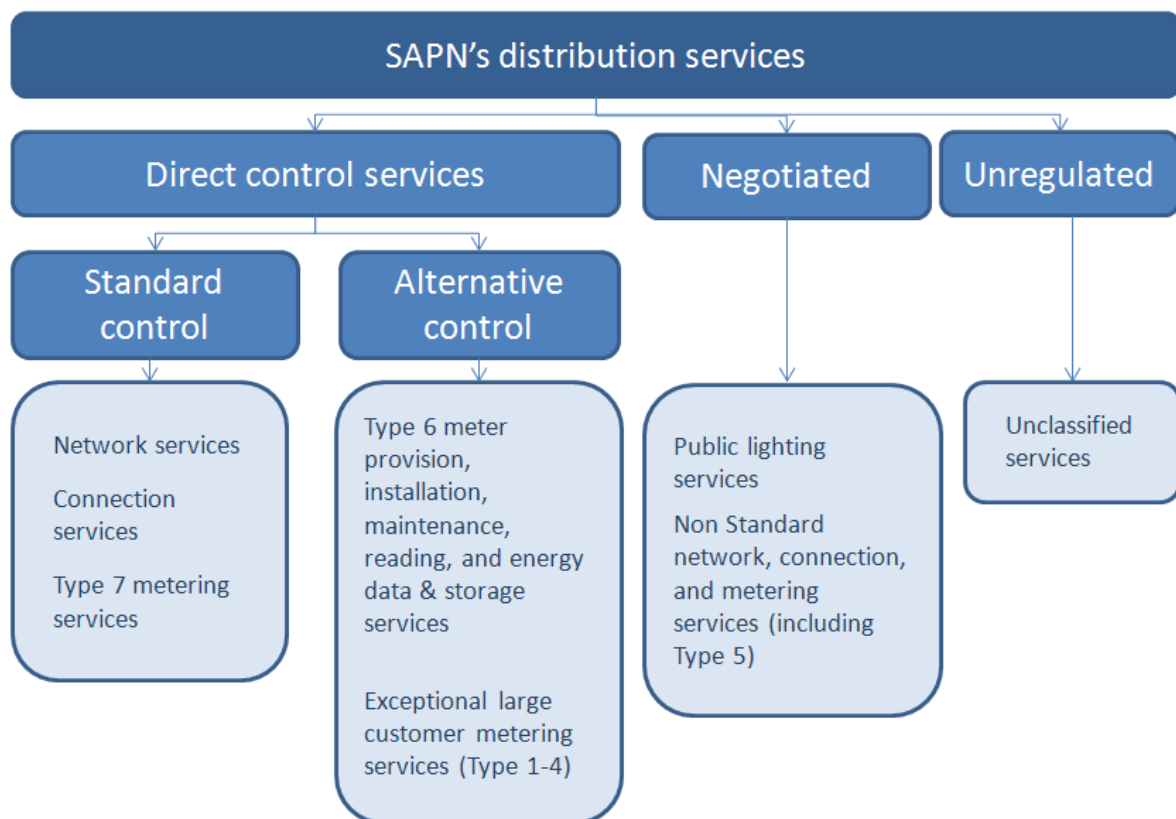 SAPN's distribution services
Direct control services
Negotiated
Unregulated
Standard
control
Alternative
control
Network services
Connection
services
Type 7 metering
services
Type 6 meter
provision,
installation,
maintenance,
reading, and energy
data & storage
services
Exceptional large
customer metering
services (Type 1-4)
Public lighting
services
Non Standard
network, connection,
and metering
services (including
Type 5)
Unclassified
services